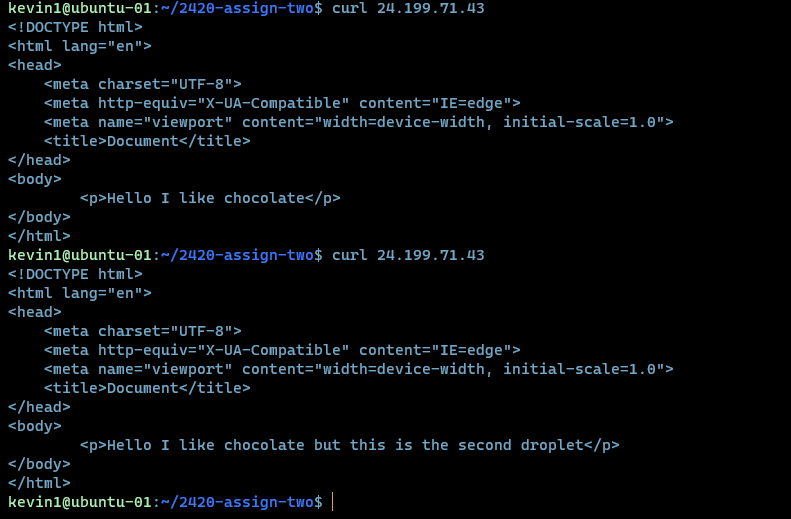 kevin1@ubuntu-01:~/2420-assign-two$ curl 24.199.71.43
<!DOCTYPE html>
<html lang="en">
<head>
    <meta charset="UTF-8">
    <meta http-equiv="X-UA-Compatible" content="IE=edge">
    <meta name="viewport" content="width=device-width, initial-scale=1.0">
    <title>Document</title>
</head>
<body>
        <p>Hello I like chocolate</p>
</body>
</html>
kevin1@ubuntu-01:~/2420-assign-two$ curl 24.199.71.43
<!DOCTYPE html>
<html lang="en">
<head>
    <meta charset="UTF-8">
    <meta http-equiv="X-UA-Compatible" content="IE=edge">
    <meta name="viewport" content="width=device-width, initial-scale=1.0">
    <title>Document</title>
</head>
<body>
        <p>Hello I like chocolate but this is the second droplet</p>
</body>
</html>
kevin1@ubuntu-01:~/2420-assign-two$